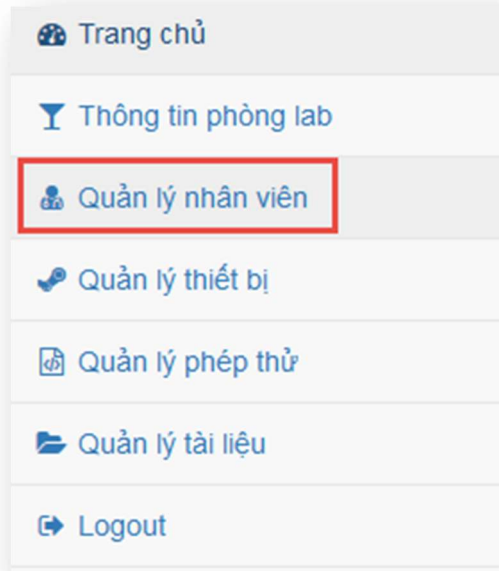 Trang chủ
Thông tin phòng lab
Quản lý nhân viên
Quản lý thiết bị
Quản lý phép thử
Quản lý tài liệu
Logout